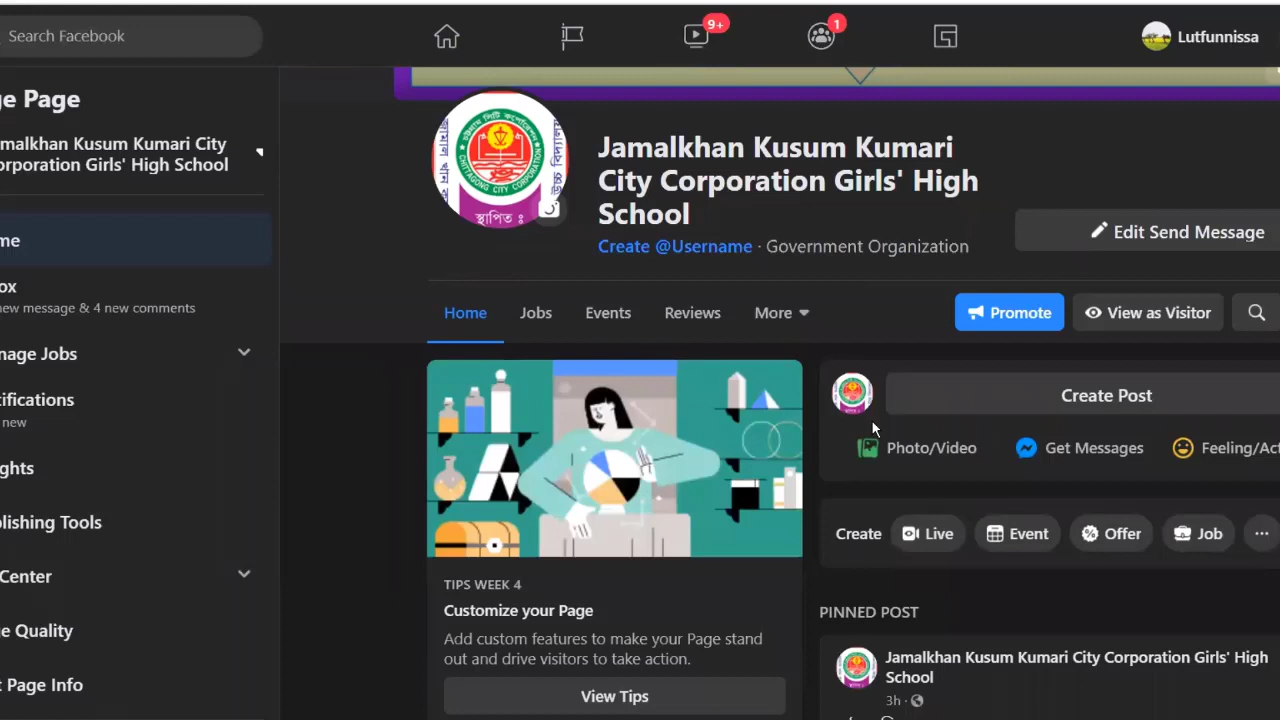 Search Facebook
9+
1
Lutfunnissa
ge Page
malkhan Kusum Kumari City
orporation Girls' High School
me
ox
new message & 4 new comments
nage Jobs
tifications
new
ghts
blishing Tools
Center
e Quality
t Page Info
CHITTAGONG CITY CORPORATION
স্থাপিত ঃ
Jamalkhan Kusum Kumari
City Corporation Girls' High
School
Create @Username · Government Organization
Edit Send Message
Home
Jobs
Events
Reviews
More
Promote
View as Visitor
TIPS WEEK 4
Customize your Page
Add custom features to make your Page stand
out and drive visitors to take action.
View Tips
Create Post
Photo/Video
Get Messages
Feeling/Act
Create
Live
Event
Offer
Job
PINNED POST
Jamalkhan Kusum Kumari City Corporation Girls' High
School
3h ·